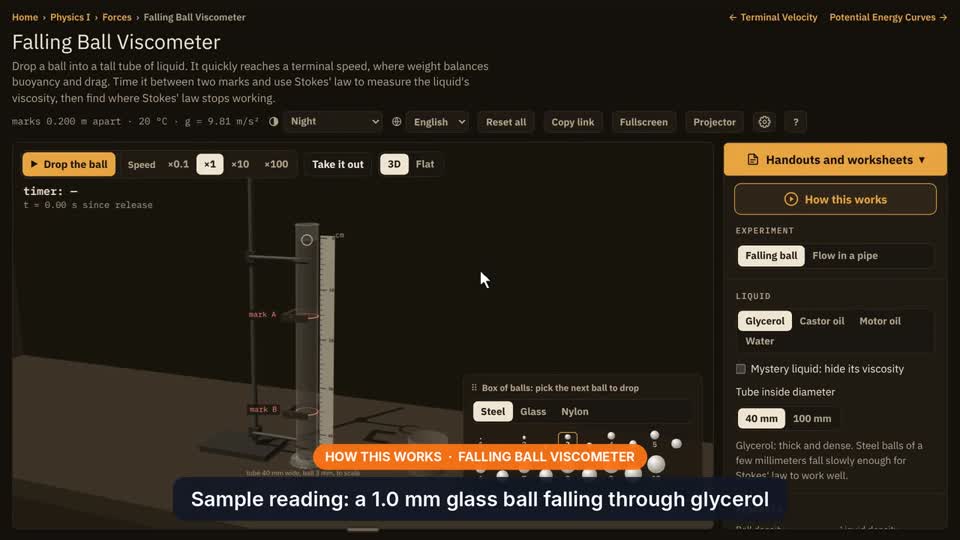 Home › Physics I › Forces › Falling Ball Viscometer
← Terminal Velocity Potential Energy Curves →
Falling Ball Viscometer
Drop a ball into a tall tube of liquid. It quickly reaches a terminal speed, where weight balances
buoyancy and drag. Time it between two marks and use Stokes' law to measure the liquid's
viscosity, then find where Stokes' law stops working.
marks 0.200 m apart · 20 °C · g = 9.81 m/s² Night English Reset all Copy link Fullscreen Projector ?
Drop the ball Speed ×0.1 ×1 ×10 ×100 Take it out 3D Flat
timer: —
t = 0.00 s since release
cm
mark A
mark B
tube 40 mm wide, ball 3 mm, to scale
Box of balls: pick the next ball to drop
Steel Glass Nylon
Handouts and worksheets ▾
How this works
EXPERIMENT
Falling ball Flow in a pipe
LIQUID
Glycerol Castor oil Motor oil
Water
Mystery liquid: hide its viscosity
Tube inside diameter
40 mm 100 mm
Glycerol: thick and dense. Steel balls of a
few millimeters fall slowly enough for
Stokes' law to work well.
HOW THIS WORKS · FALLING BALL VISCOMETER
Sample reading: a 1.0 mm glass ball falling through glycerol